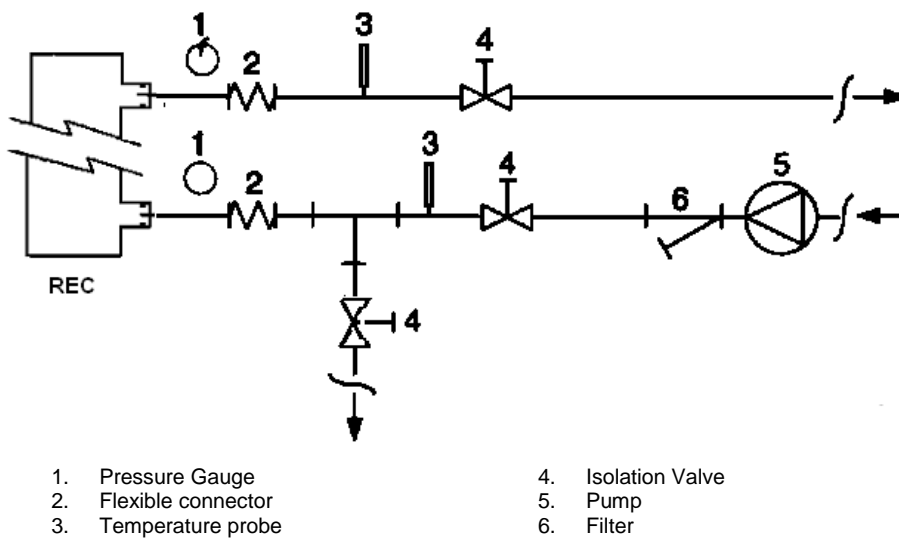 1
2
3
4
1
2
3
4
5
6
REC
4
1. Pressure Gauge
2. Flexible connector
3. Temperature probe
4. Isolation Valve
5. Pump
6. Filter